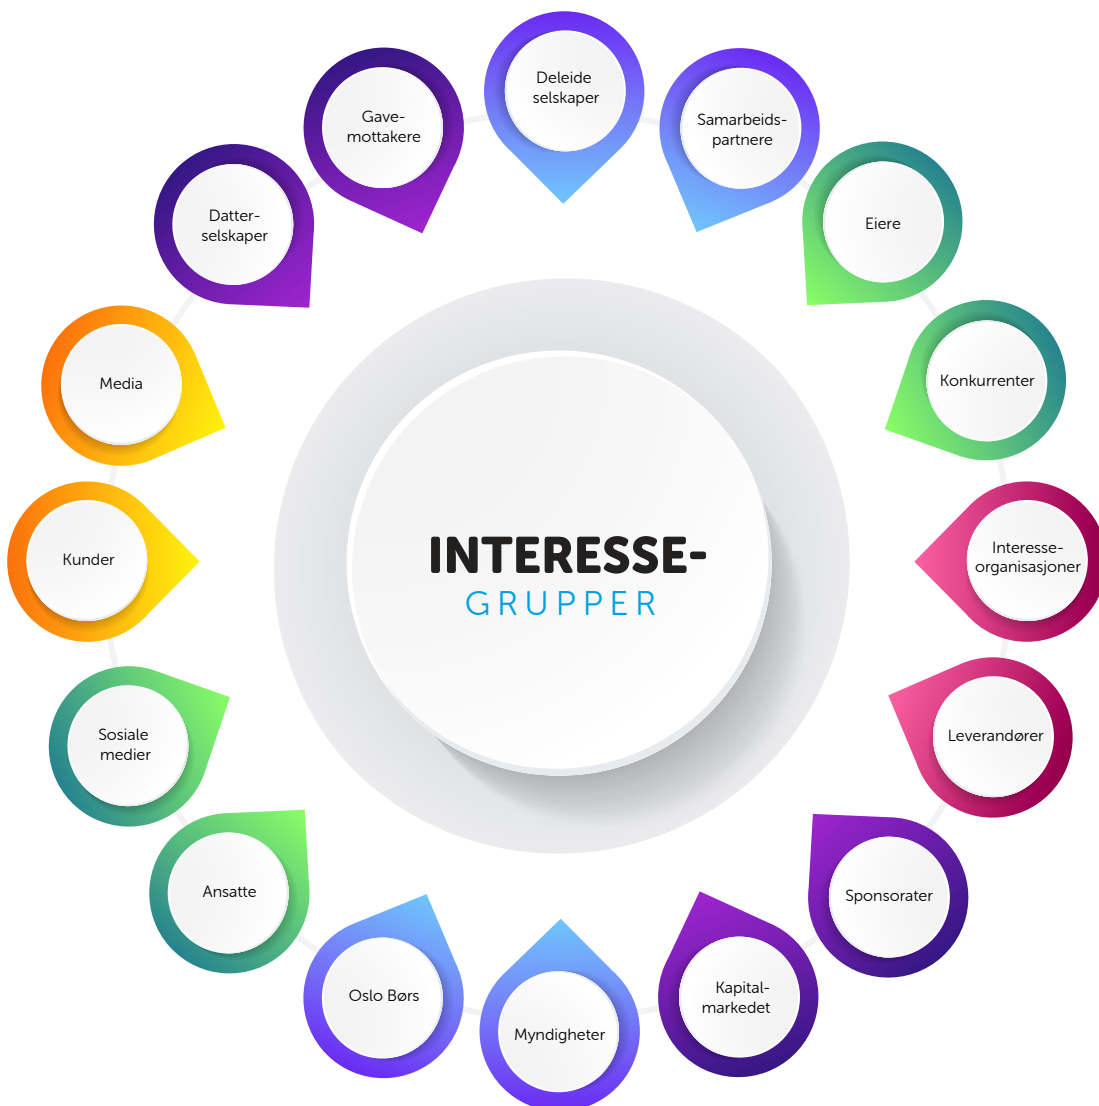 Deleide
selskaper
Samarbeids-
partnere
Eiere
Konkurrenter
Interesse-
organisasjoner
Leverandører
Sponsorater
Kapital-
markedet
Myndigheter
Oslo Børs
Ansatte
Sosiale
medier
Kunder
Media
Datter-
selskaper
Gave-
mottakere
INTERESSE-
GRUPPER